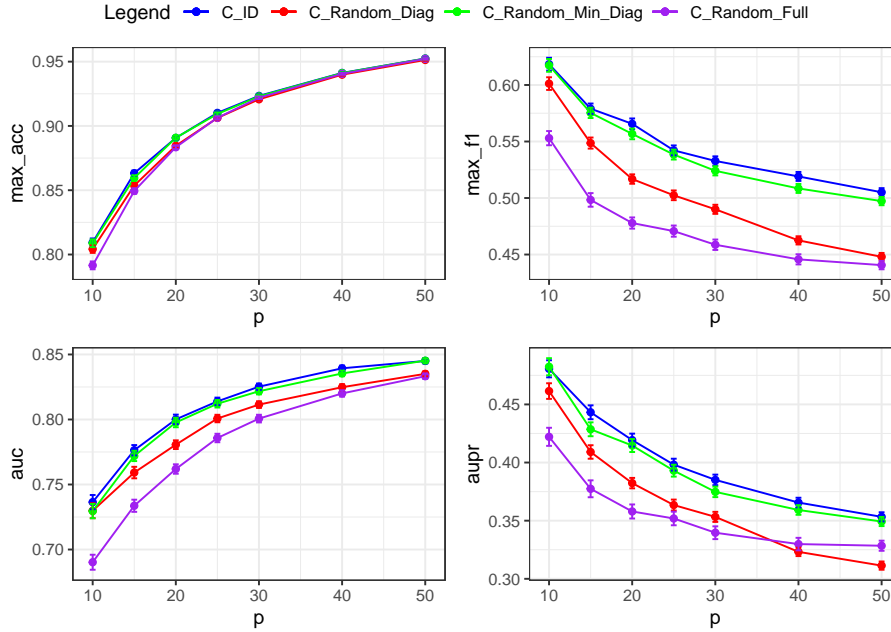 Legend C_ID C_Random_Diag C_Random_Min_Diag C_Random_Full
max_acc
0.95
0.90
0.85
0.80
10 20 30 40 50
p
max_f1
0.60
0.55
0.50
0.45
10 20 30 40 50
p
auc
0.85
0.80
0.75
0.70
10 20 30 40 50
p
aupr
0.45
0.40
0.35
0.30
10 20 30 40 50
p